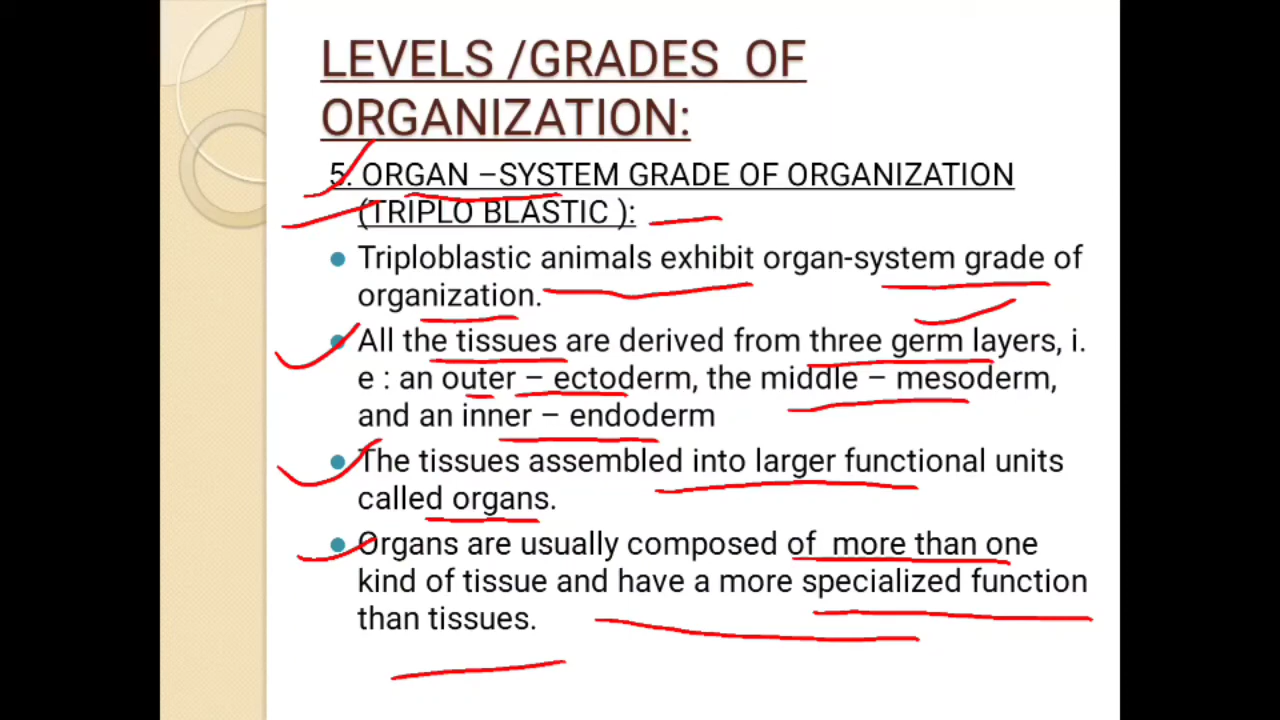 LEVELS /GRADES OF
ORGANIZATION:
5. ORGAN –SYSTEM GRADE OF ORGANIZATION
(TRIPLO BLASTIC ):
Triploblastic animals exhibit organ-system grade of
organization.
All the tissues are derived from three germ layers, i.
e : an outer – ectoderm, the middle – mesoderm,
and an inner – endoderm
The tissues assembled into larger functional units
called organs.
Organs are usually composed of more than one
kind of tissue and have a more specialized function
than tissues.